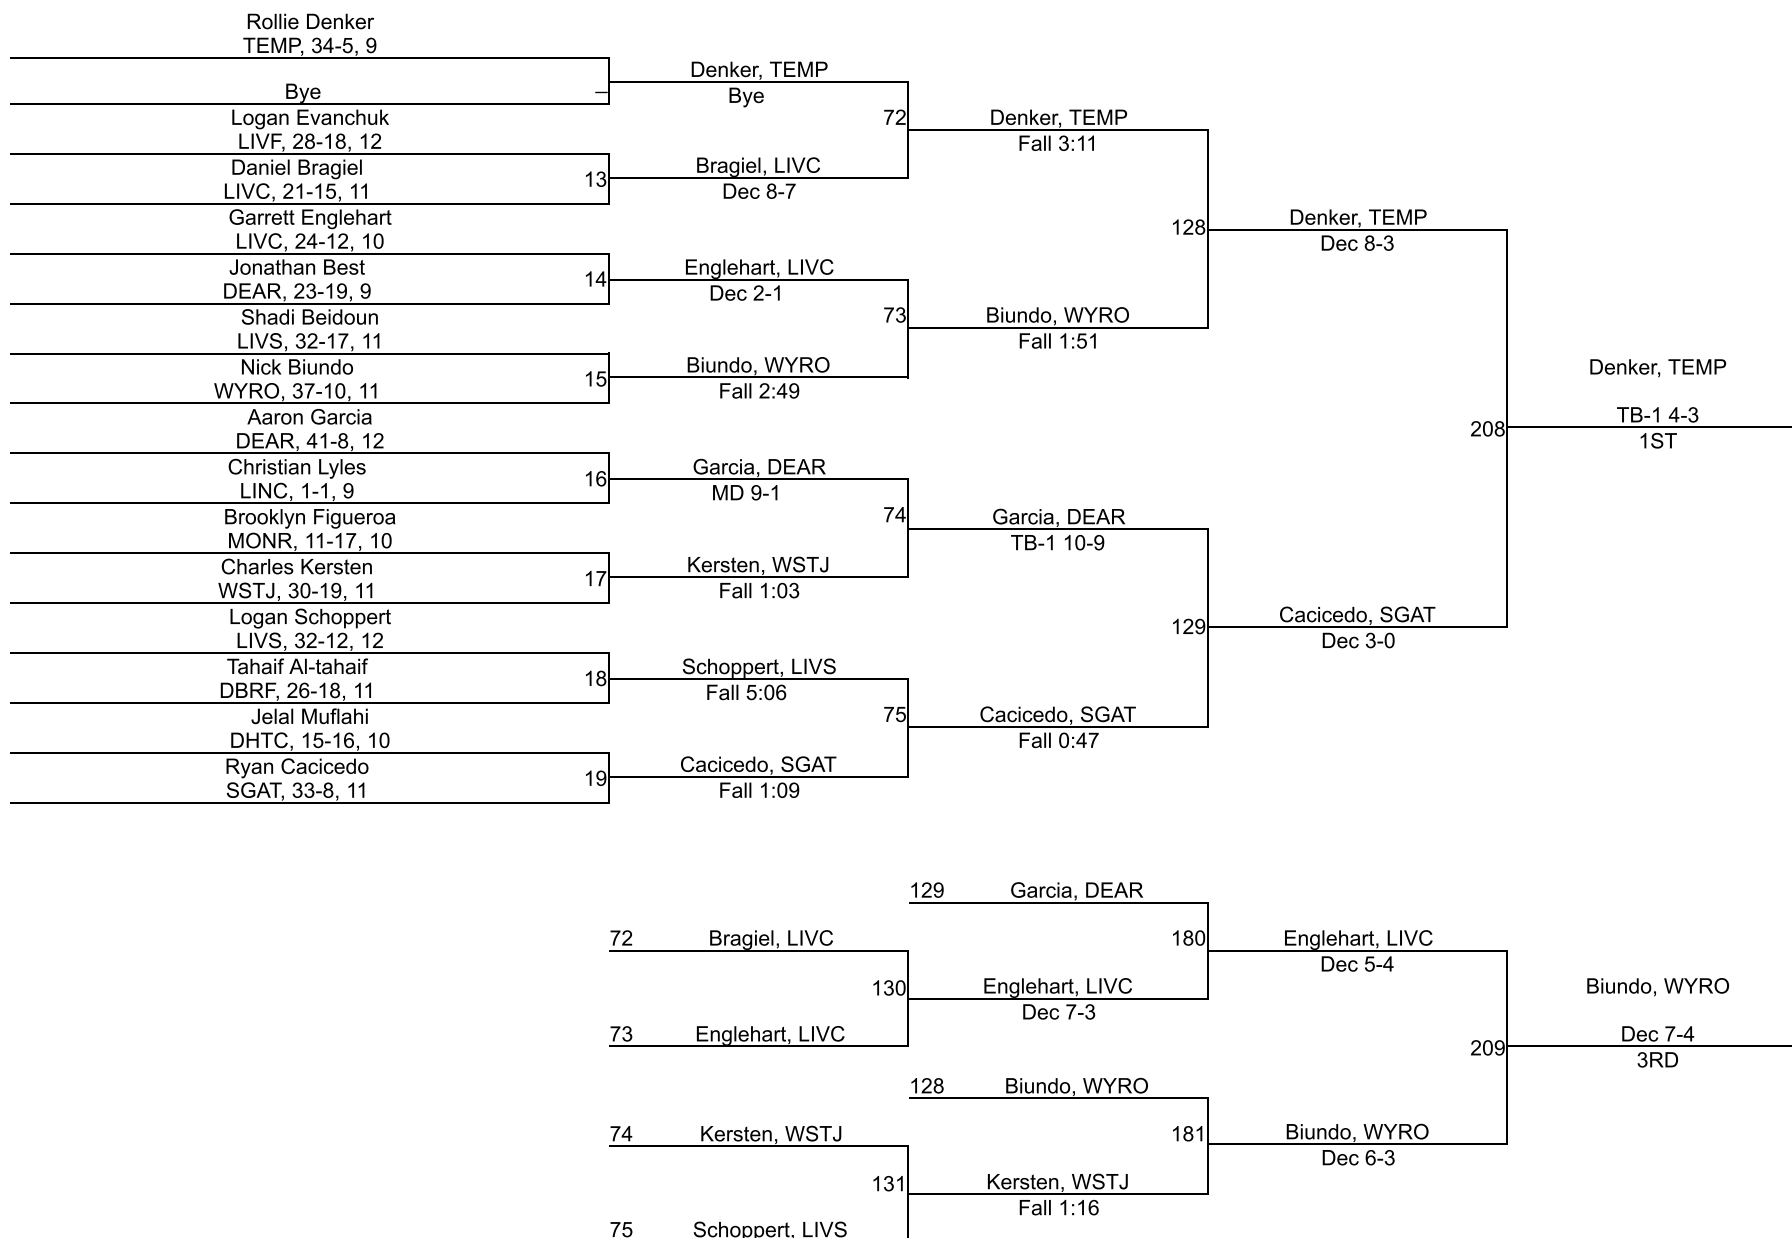 Rollie Denker
TEMP, 34-5, 9
Denker, TEMP
Bye
–
Bye
Logan Evanchuk
LIVF, 28-18, 12
72
Denker, TEMP
Fall 3:11
Daniel Bragiel
LIVC, 21-15, 11
13
Bragiel, LIVC
Dec 8-7
Garrett Englehart
LIVC, 24-12, 10
128
Denker, TEMP
Dec 8-3
Jonathan Best
DEAR, 23-19, 9
14
Englehart, LIVC
Dec 2-1
Shadi Beidoun
LIVS, 32-17, 11
73
Biundo, WYRO
Fall 1:51
Nick Biundo
WYRO, 37-10, 11
15
Biundo, WYRO
Fall 2:49
Denker, TEMP
Aaron Garcia
DEAR, 41-8, 12
208
TB-1 4-3
1ST
Christian Lyles
LINC, 1-1, 9
16
Garcia, DEAR
MD 9-1
Brooklyn Figueroa
MONR, 11-17, 10
74
Garcia, DEAR
TB-1 10-9
Charles Kersten
WSTJ, 30-19, 11
17
Kersten, WSTJ
Fall 1:03
Logan Schoppert
LIVS, 32-12, 12
129
Cacicedo, SGAT
Dec 3-0
Tahaif Al-tahaif
DBRF, 26-18, 11
18
Schoppert, LIVS
Fall 5:06
Jelal Muflahi
DHTC, 15-16, 10
75
Cacicedo, SGAT
Fall 0:47
Ryan Cacicedo
SGAT, 33-8, 11
19
Cacicedo, SGAT
Fall 1:09
129 Garcia, DEAR
72 Bragiel, LIVC
180
Englehart, LIVC
Dec 5-4
130
Englehart, LIVC
Dec 7-3
Biundo, WYRO
73 Englehart, LIVC
209
Dec 7-4
3RD
128 Biundo, WYRO
74 Kersten, WSTJ
181
Biundo, WYRO
Dec 6-3
131
Kersten, WSTJ
Fall 1:16
75 Schoppert, LIVS